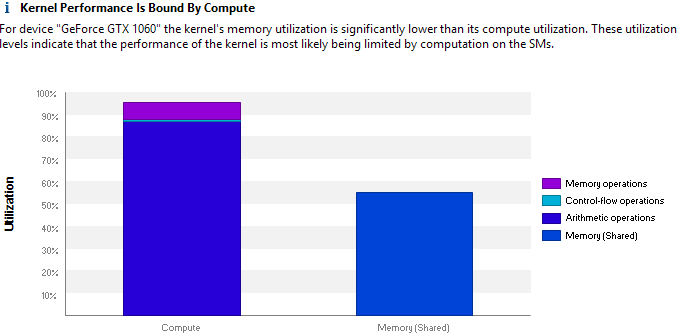 i Kernel Performance Is Bound By Compute
For device "GeForce GTX 1060" the kernel's memory utilization is significantly lower than its compute utilization. These utilization
levels indicate that the performance of the kernel is most likely being limited by computation on the SMs.
100%
90%
80%
70%
60%
50%
40%
30%
20%
10%
Utilization
Compute
Memory (Shared)
Memory operations
Control-flow operations
Arithmetic operations
Memory (Shared)